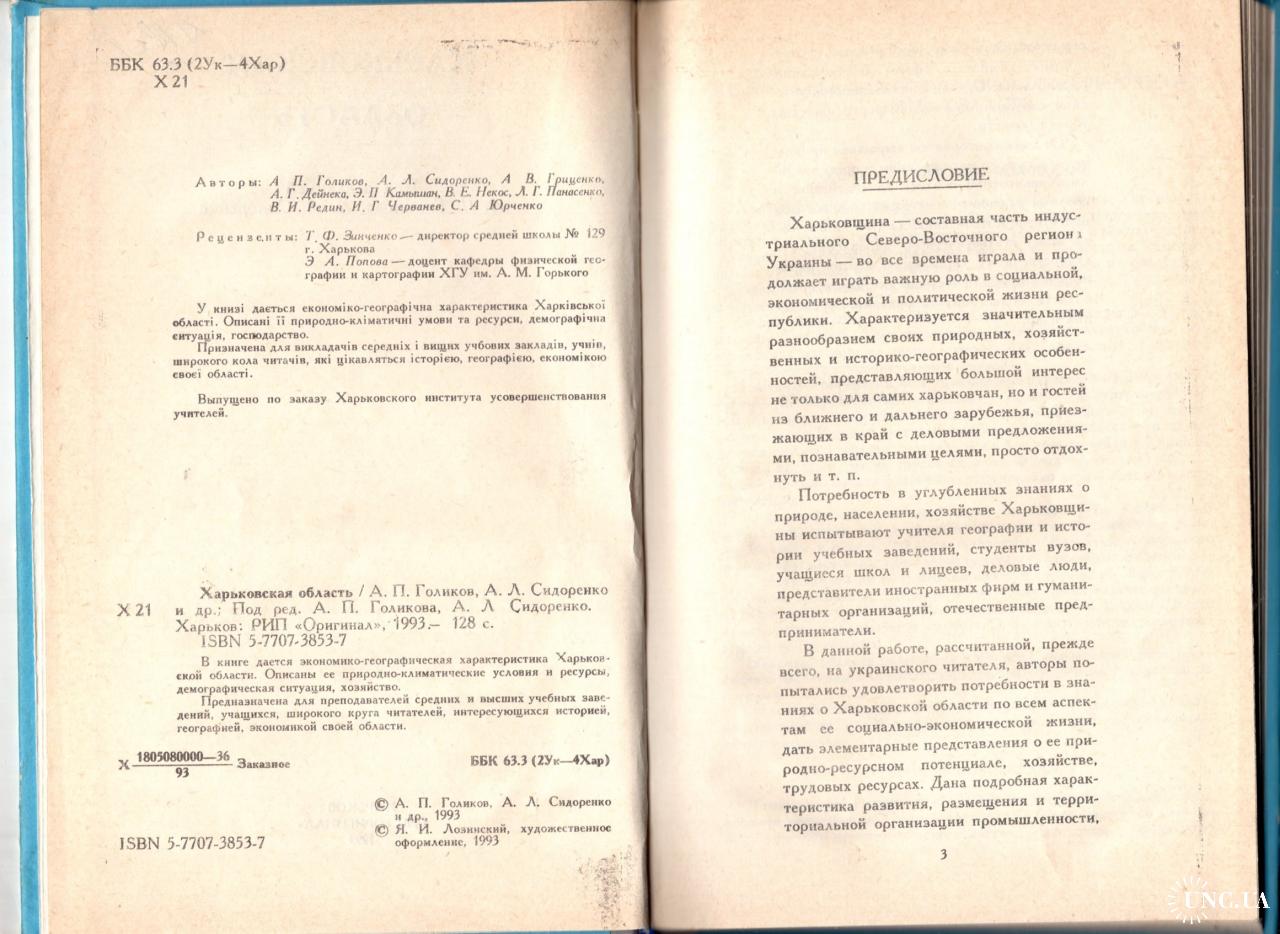 ББК 63.3 (2Ук—4Хар)
Х 21
Авторы: А П. Голиков, А. Л. Сидоренко, А В. Гриценко,
А. Г. Дейнека, Э. П Камышан, В. Е. Некос, Л. Г. Панасенко,
В. И. Редин, И. Г Черванев, С. А Юрченко
Рецензенты: Т. Ф. Зинченко — директор средней школы № 129
г. Харькова
Э А. Попова — доцент кафедры физической гео-
графии и картографии ХГУ им. А. М. Горького
У книзі дається економіко-географічна характеристика Харківської
області. Описані її природно-кліматичні умови та ресурси, демографічна
ситуація, господарство.
Призначена для викладачів середніх і вищих учбових закладів, учнів,
широкого кола читачів, які цікавляться історією, географією, економікою
своєї області.
Выпущено по заказу Харьковского института усовершенствования
учителей.
Харьковская область / А. П. Голиков, А. Л. Сидоренко
Х 21 и др.; Под ред. А. П. Голикова, А. Л Сидоренко.
Харьков: РИП «Оригинал», 1993.— 128 с.
ISBN 5-7707-3853-7
В книге дается экономико-географическая характеристика Харьков-
ской области. Описаны ее природно-климатические условия и ресурсы,
демографическая ситуация, хозяйство.
Предназначена для преподавателей средних и высших учебных заве-
дений, учащихся, широкого круга читателей, интересующихся историей,
географией, экономикой своей области.
Х 1805080000—36 Заказное ББК 63.3 (2Ук—4Хар)
93
© А. П. Голиков, А. Л. Сидоренко
и др., 1993
© Я. И. Лозинский, художественное
оформление, 1993
ISBN 5-7707-3853-7
ПРЕДИСЛОВИЕ
Харьковщина — составная часть индус-
триального Северо-Восточного региона
Украины — во все времена играла и про-
должает играть важную роль в социальной,
экономической и политической жизни рес-
публики. Характеризуется значительным
разнообразием своих природных, хозяйст-
венных и историко-географических особен-
ностей, представляющих большой интерес
не только для самих харьковчан, но и гостей
из ближнего и дальнего зарубежья, приез-
жающих в край с деловыми предложения-
ми, познавательными целями, просто отдох-
нуть и т. п.
Потребность в углубленных знаниях о
природе, населении, хозяйстве Харьковщи-
ны испытывают учителя географии и исто-
рии учебных заведений, студенты вузов,
учащиеся школ и лицеев, деловые люди,
представители иностранных фирм и гумани-
тарных организаций, отечественные пред-
приниматели.
В данной работе, рассчитанной, прежде
всего, на украинского читателя, авторы по-
пытались удовлетворить потребности в зна-
ниях о Харьковской области по всем аспек-
там ее социально-экономической жизни,
дать элементарные представления о ее при-
родно-ресурсном потенциале, хозяйстве,
трудовых ресурсах. Дана подробная харак-
теристика развития, размещения и терри-
ториальной организации промышленности,
3
UNC.UA